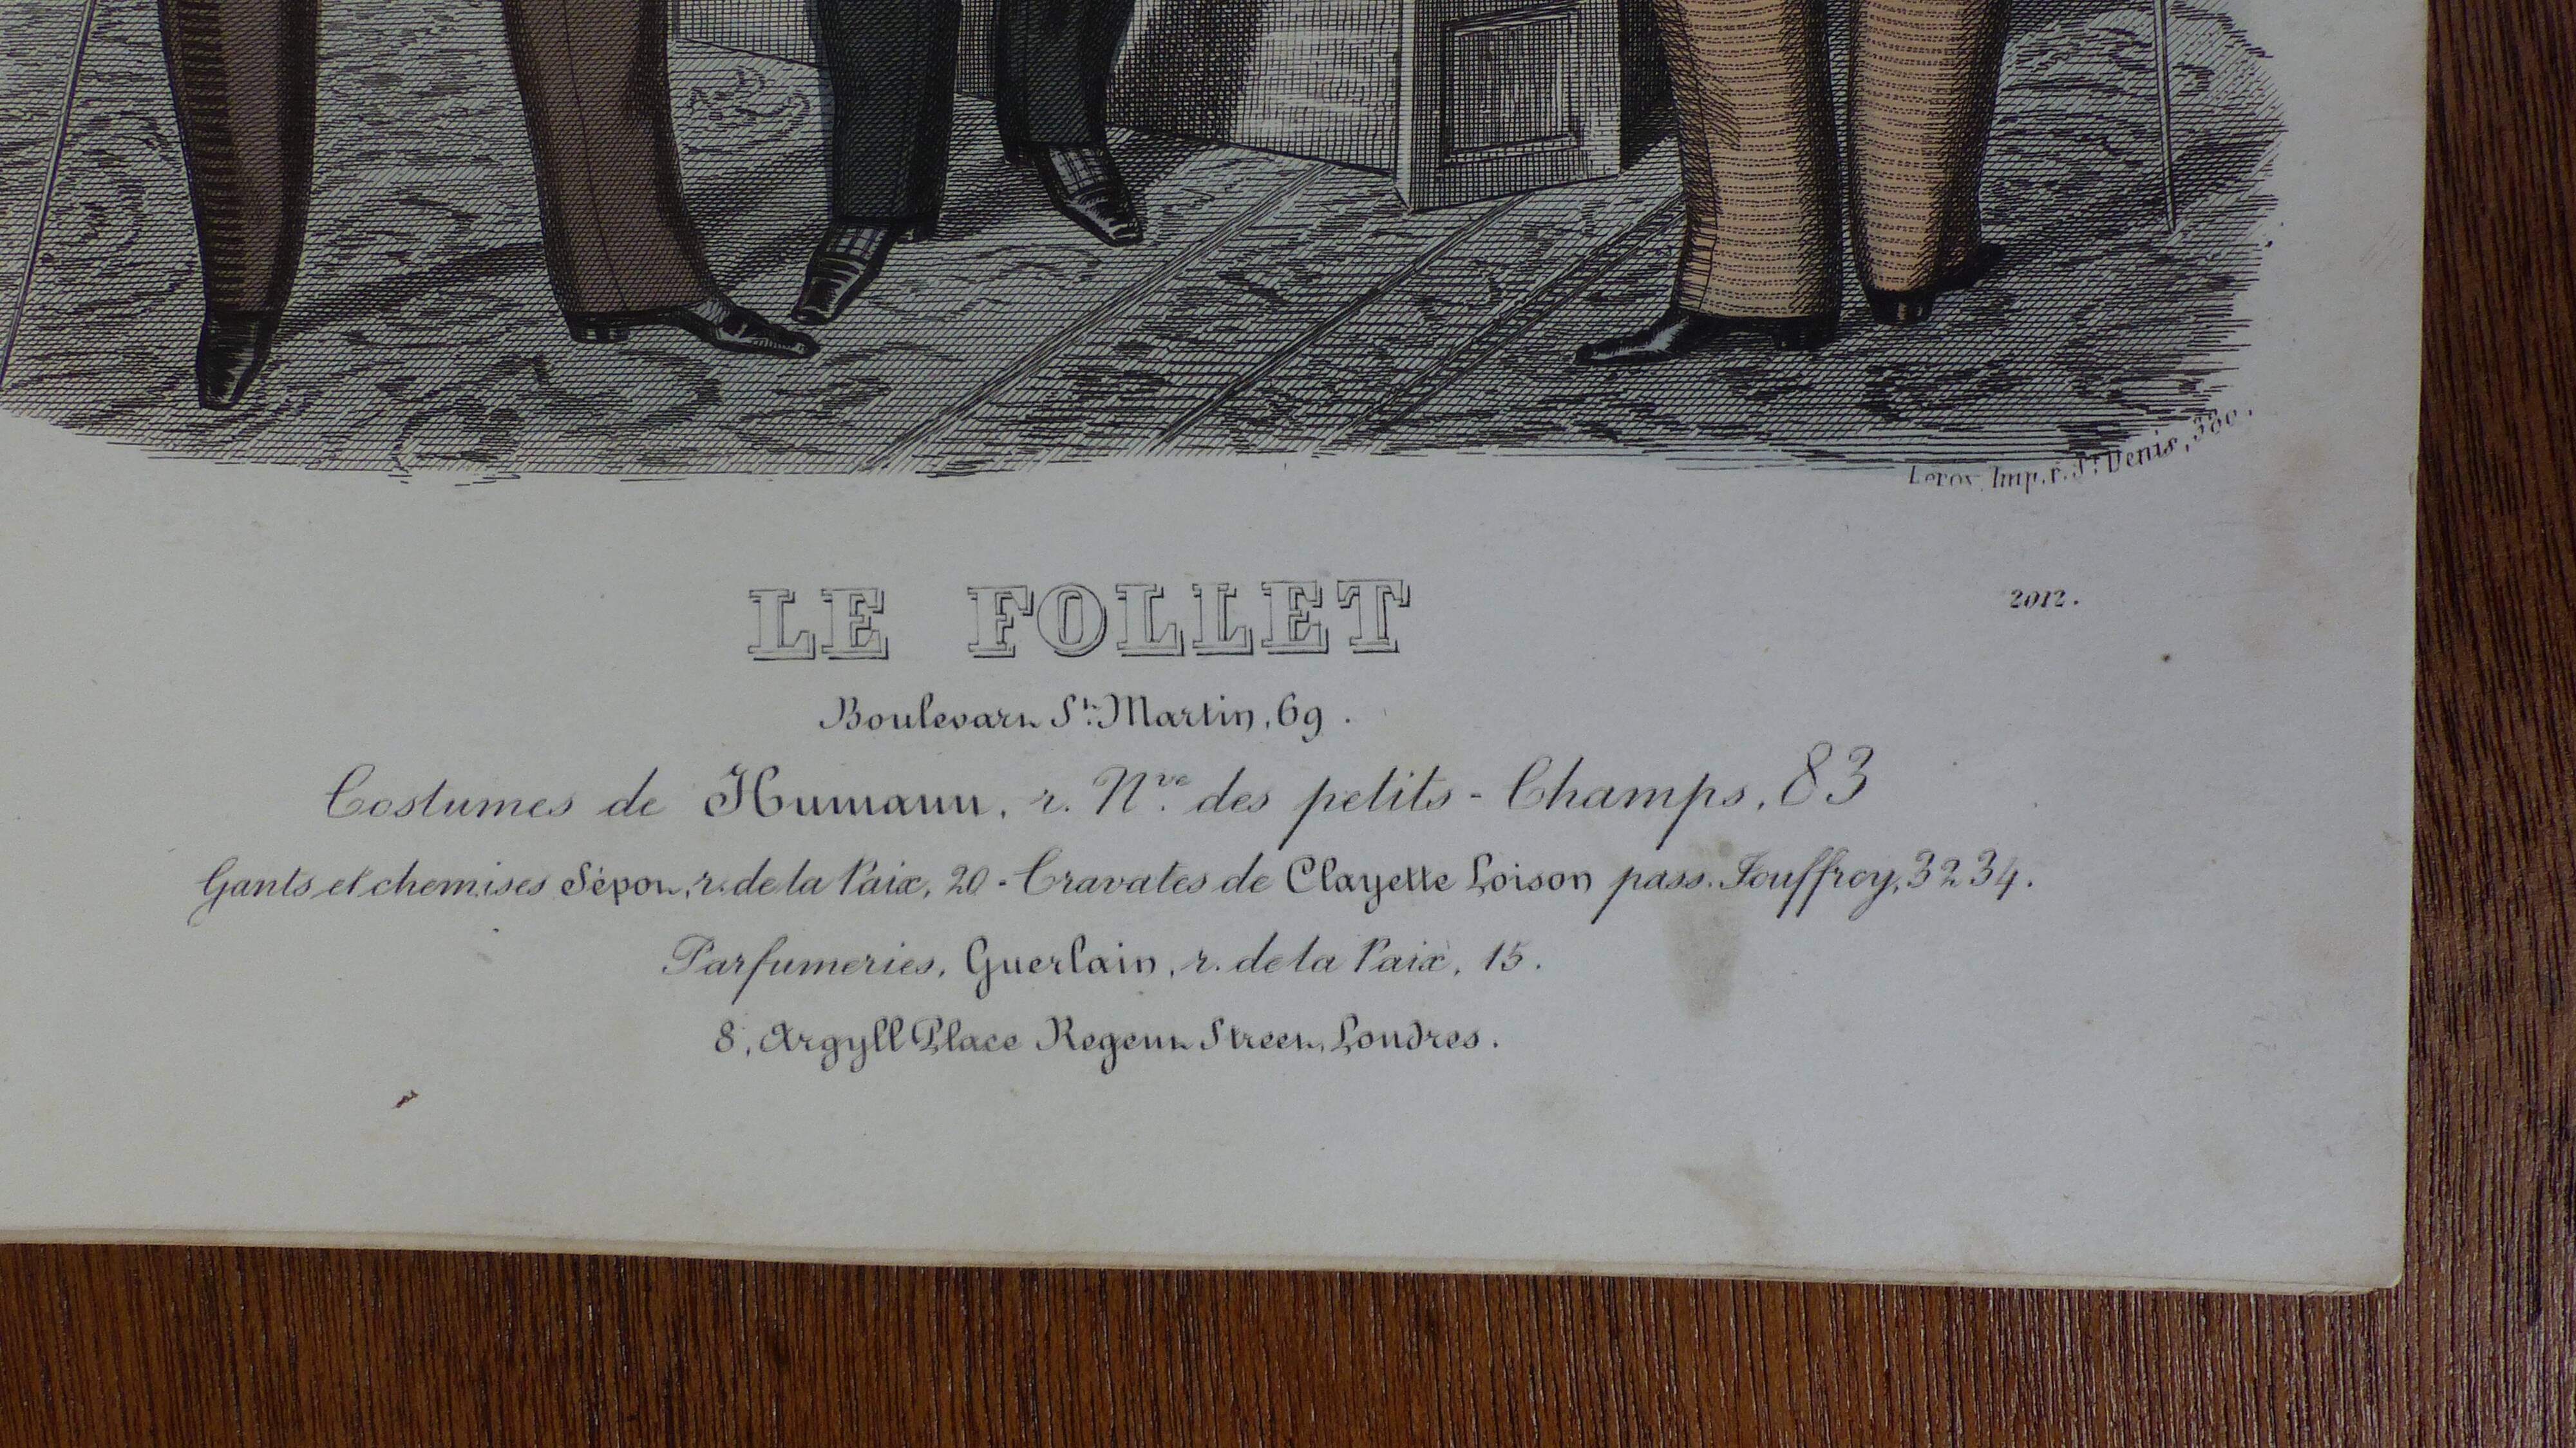 Leroy, Imp. r. St. Denis, 380.
2012.
LE FOLLET
Boulevart St. Martin, 69.
Costumes de Humann, r. Nve. des petits-Champs, 83
Gants et chemises Sépot, r. de la Paix, 20 - Cravates de Clayette Loison pass. Jouffroy, 32 34.
Parfumeries, Guerlain, r. de la Paix, 15.
8, Argyll Place Regent Street, Londres.